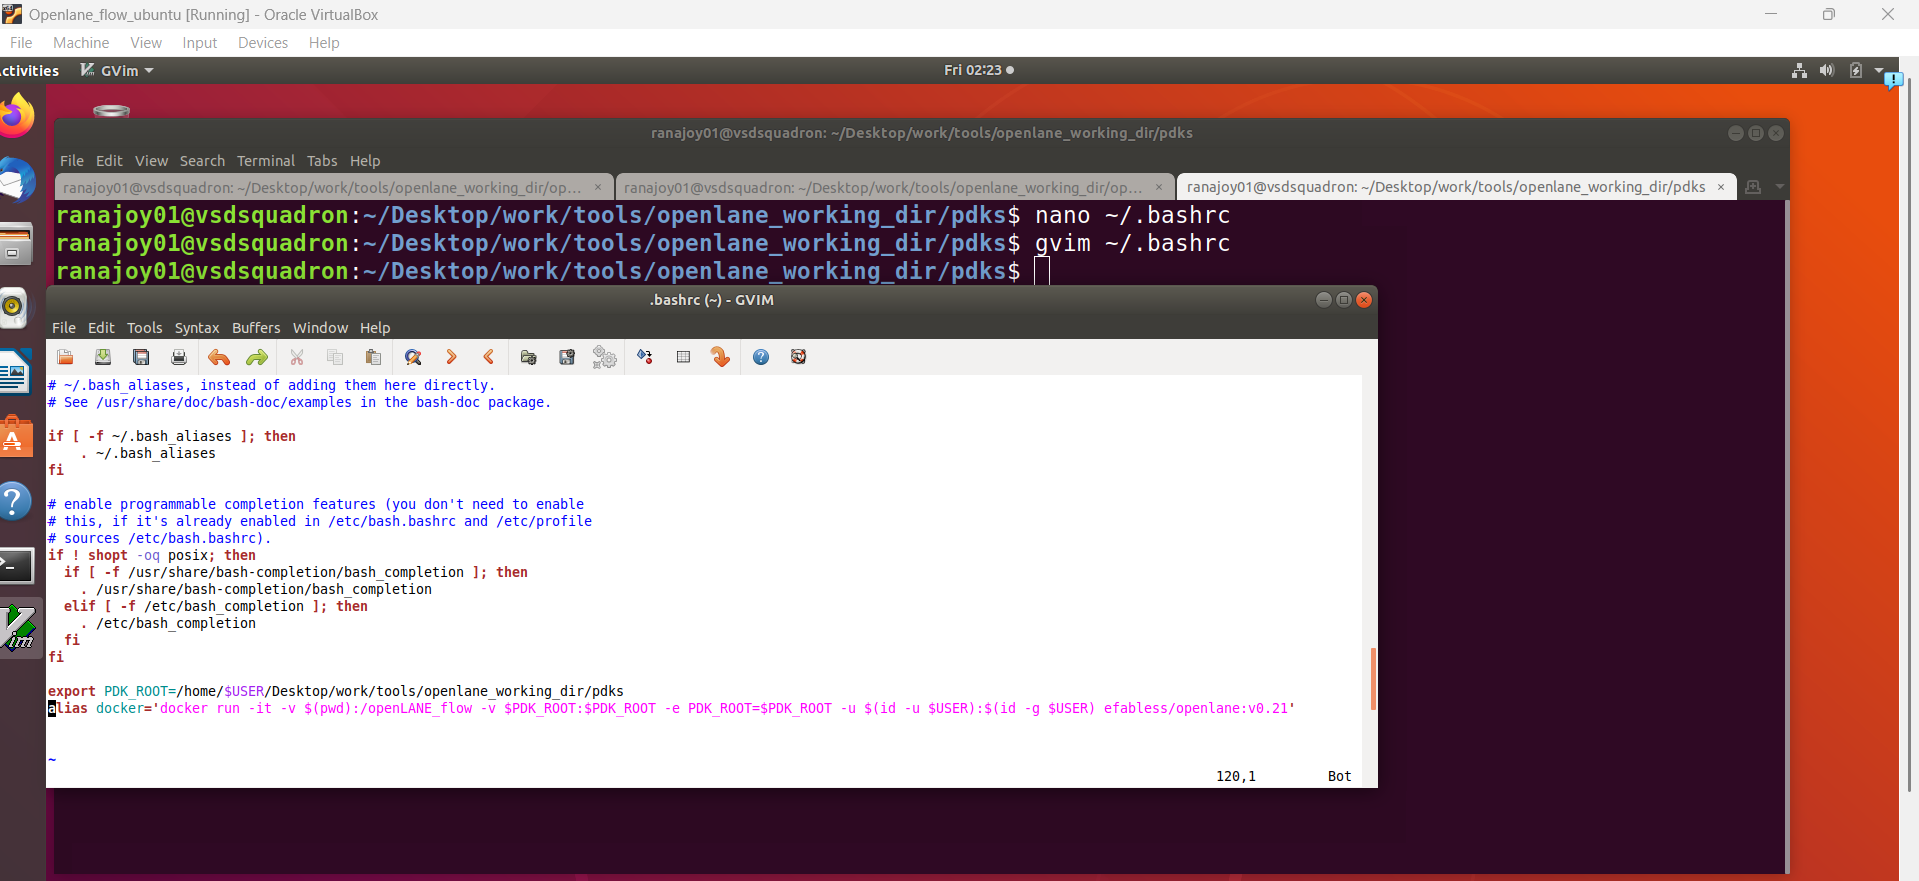 Openlane_flow_ubuntu [Running] - Oracle VirtualBox
File Machine View Input Devices Help
ctivities GVim Fri 02:23
ranajoy01@vsdsquadron: ~/Desktop/work/tools/openlane_working_dir/pdks
File Edit View Search Terminal Tabs Help
ranajoy01@vsdsquadron: ~/Desktop/work/tools/openlane_working_dir/op... × ranajoy01@vsdsquadron: ~/Desktop/work/tools/openlane_working_dir/op... × ranajoy01@vsdsquadron: ~/Desktop/work/tools/openlane_working_dir/pdks ×
ranajoy01@vsdsquadron:~/Desktop/work/tools/openlane_working_dir/pdks$ nano ~/.bashrc
ranajoy01@vsdsquadron:~/Desktop/work/tools/openlane_working_dir/pdks$ gvim ~/.bashrc
ranajoy01@vsdsquadron:~/Desktop/work/tools/openlane_working_dir/pdks$
.bashrc (~) - GVIM
File Edit Tools Syntax Buffers Window Help
# ~/.bash_aliases, instead of adding them here directly.
# See /usr/share/doc/bash-doc/examples in the bash-doc package.
if [ -f ~/.bash_aliases ]; then
. ~/.bash_aliases
fi
# enable programmable completion features (you don't need to enable
# this, if it's already enabled in /etc/bash.bashrc and /etc/profile
# sources /etc/bash.bashrc).
if ! shopt -oq posix; then
if [ -f /usr/share/bash-completion/bash_completion ]; then
. /usr/share/bash-completion/bash_completion
elif [ -f /etc/bash_completion ]; then
. /etc/bash_completion
fi
fi
export PDK_ROOT=/home/$USER/Desktop/work/tools/openlane_working_dir/pdks
alias docker='docker run -it -v $(pwd):/openLANE_flow -v $PDK_ROOT:$PDK_ROOT -e PDK_ROOT=$PDK_ROOT -u $(id -u $USER):$(id -g $USER) efabless/openlane:v0.21'
~
120,1 Bot